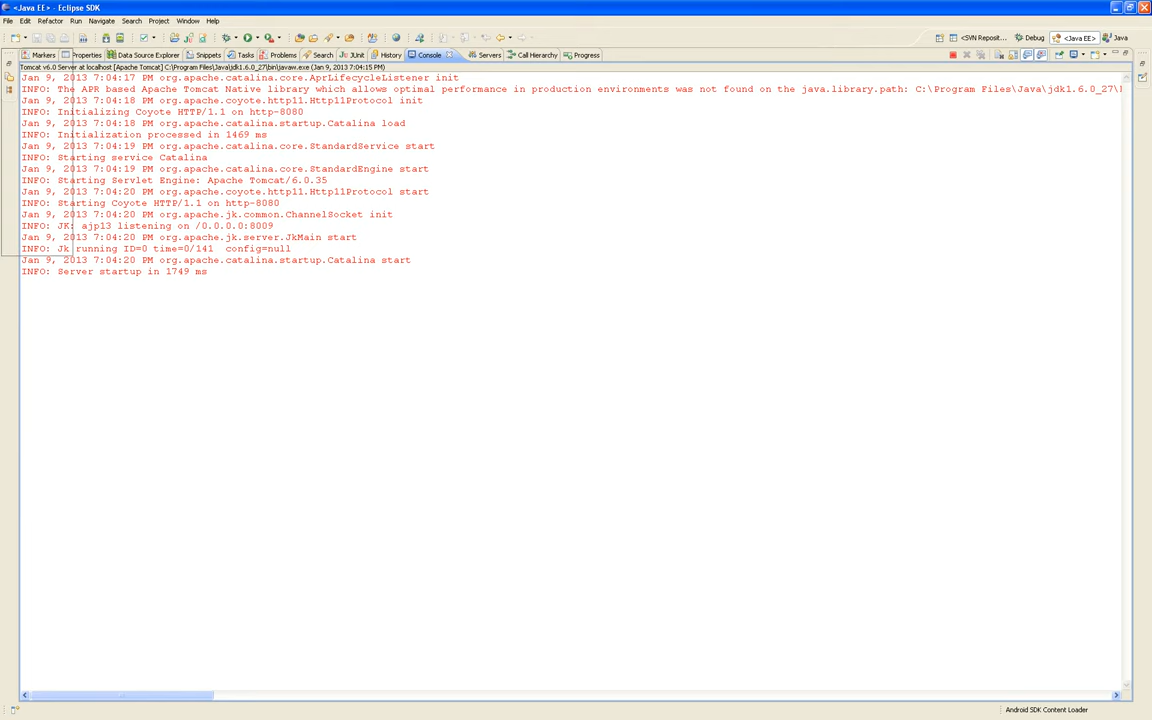 <Java EE> - Eclipse SDK
File Edit Refactor Run Navigate Search Project Window Help
<SVN Reposit... Debug <Java EE> Java
Markers Properties Data Source Explorer Snippets Tasks Problems Search JUnit History Console Servers Call Hierarchy Progress
Tomcat v6.0 Server at localhost [Apache Tomcat] C:\Program Files\Java\jdk1.6.0_27\bin\javaw.exe (Jan 9, 2013 7:04:15 PM)
Jan 9, 2013 7:04:17 PM org.apache.catalina.core.AprLifecycleListener init
INFO: The APR based Apache Tomcat Native library which allows optimal performance in production environments was not found on the java.library.path: C:\Program Files\Java\jdk1.6.0_27\
Jan 9, 2013 7:04:18 PM org.apache.coyote.http11.Http11Protocol init
INFO: Initializing Coyote HTTP/1.1 on http-8080
Jan 9, 2013 7:04:18 PM org.apache.catalina.startup.Catalina load
INFO: Initialization processed in 1469 ms
Jan 9, 2013 7:04:19 PM org.apache.catalina.core.StandardService start
INFO: Starting service Catalina
Jan 9, 2013 7:04:19 PM org.apache.catalina.core.StandardEngine start
INFO: Starting Servlet Engine: Apache Tomcat/6.0.35
Jan 9, 2013 7:04:20 PM org.apache.coyote.http11.Http11Protocol start
INFO: Starting Coyote HTTP/1.1 on http-8080
Jan 9, 2013 7:04:20 PM org.apache.jk.common.ChannelSocket init
INFO: JK: ajp13 listening on /0.0.0.0:8009
Jan 9, 2013 7:04:20 PM org.apache.jk.server.JkMain start
INFO: Jk running ID=0 time=0/141  config=null
Jan 9, 2013 7:04:20 PM org.apache.catalina.startup.Catalina start
INFO: Server startup in 1749 ms
Android SDK Content Loader